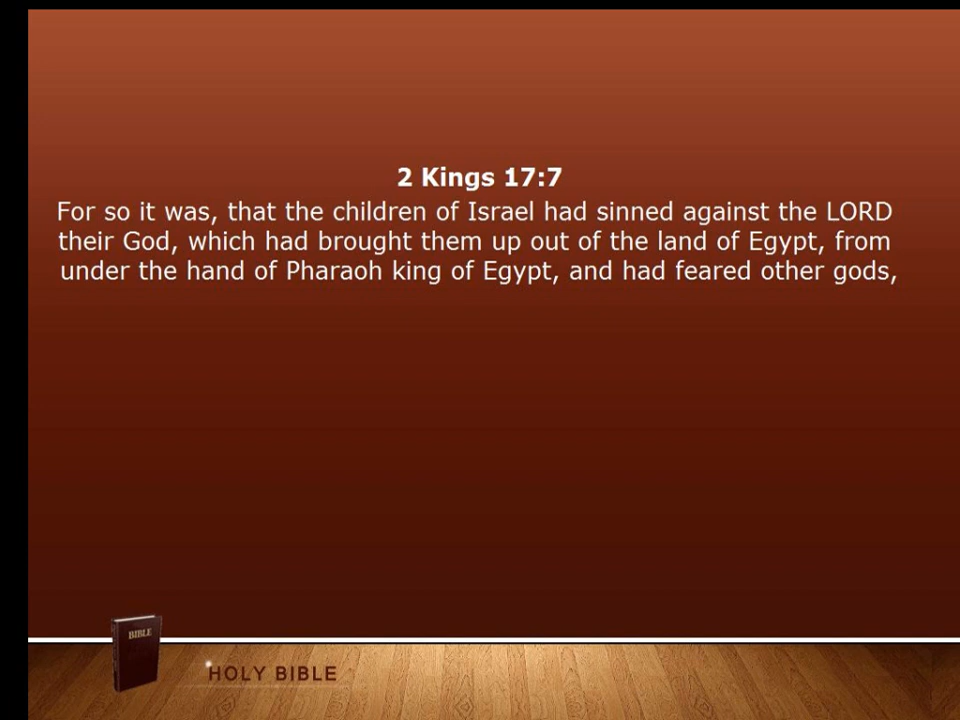 2 Kings 17:7
For so it was, that the children of Israel had sinned against the LORD
their God, which had brought them up out of the land of Egypt, from
under the hand of Pharaoh king of Egypt, and had feared other gods,
BIBLE
HOLY BIBLE